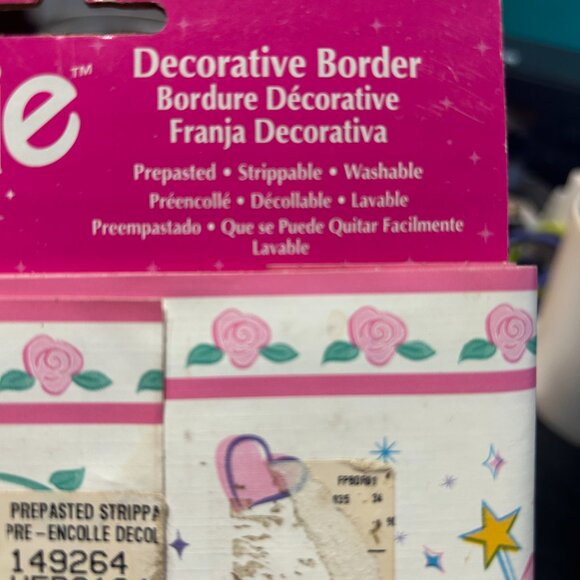 ie™
Decorative Border
Bordure Décorative
Franja Decorativa
Prepasted • Strippable • Washable
Préencollé • Décollable • Lavable
Preempastado • Que se Puede Quitar Facilmente
Lavable
PREPASTED STRIPPA
PRE-ENCOLLE DECOL
149264